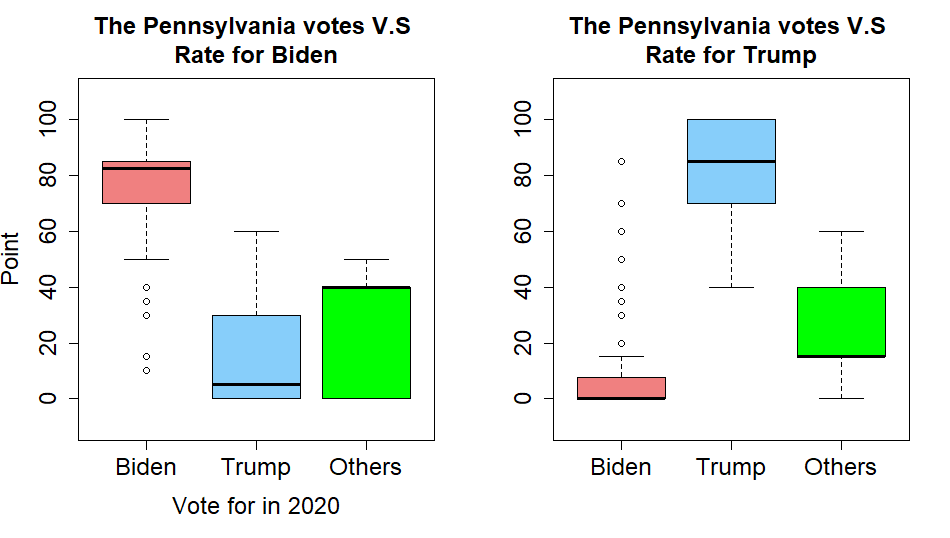 The Pennsylvania votes V.S
Rate for Biden
Point
100
80
60
40
20
0
Biden Trump Others
Vote for in 2020
The Pennsylvania votes V.S
Rate for Trump
100
80
60
40
20
0
Biden Trump Others